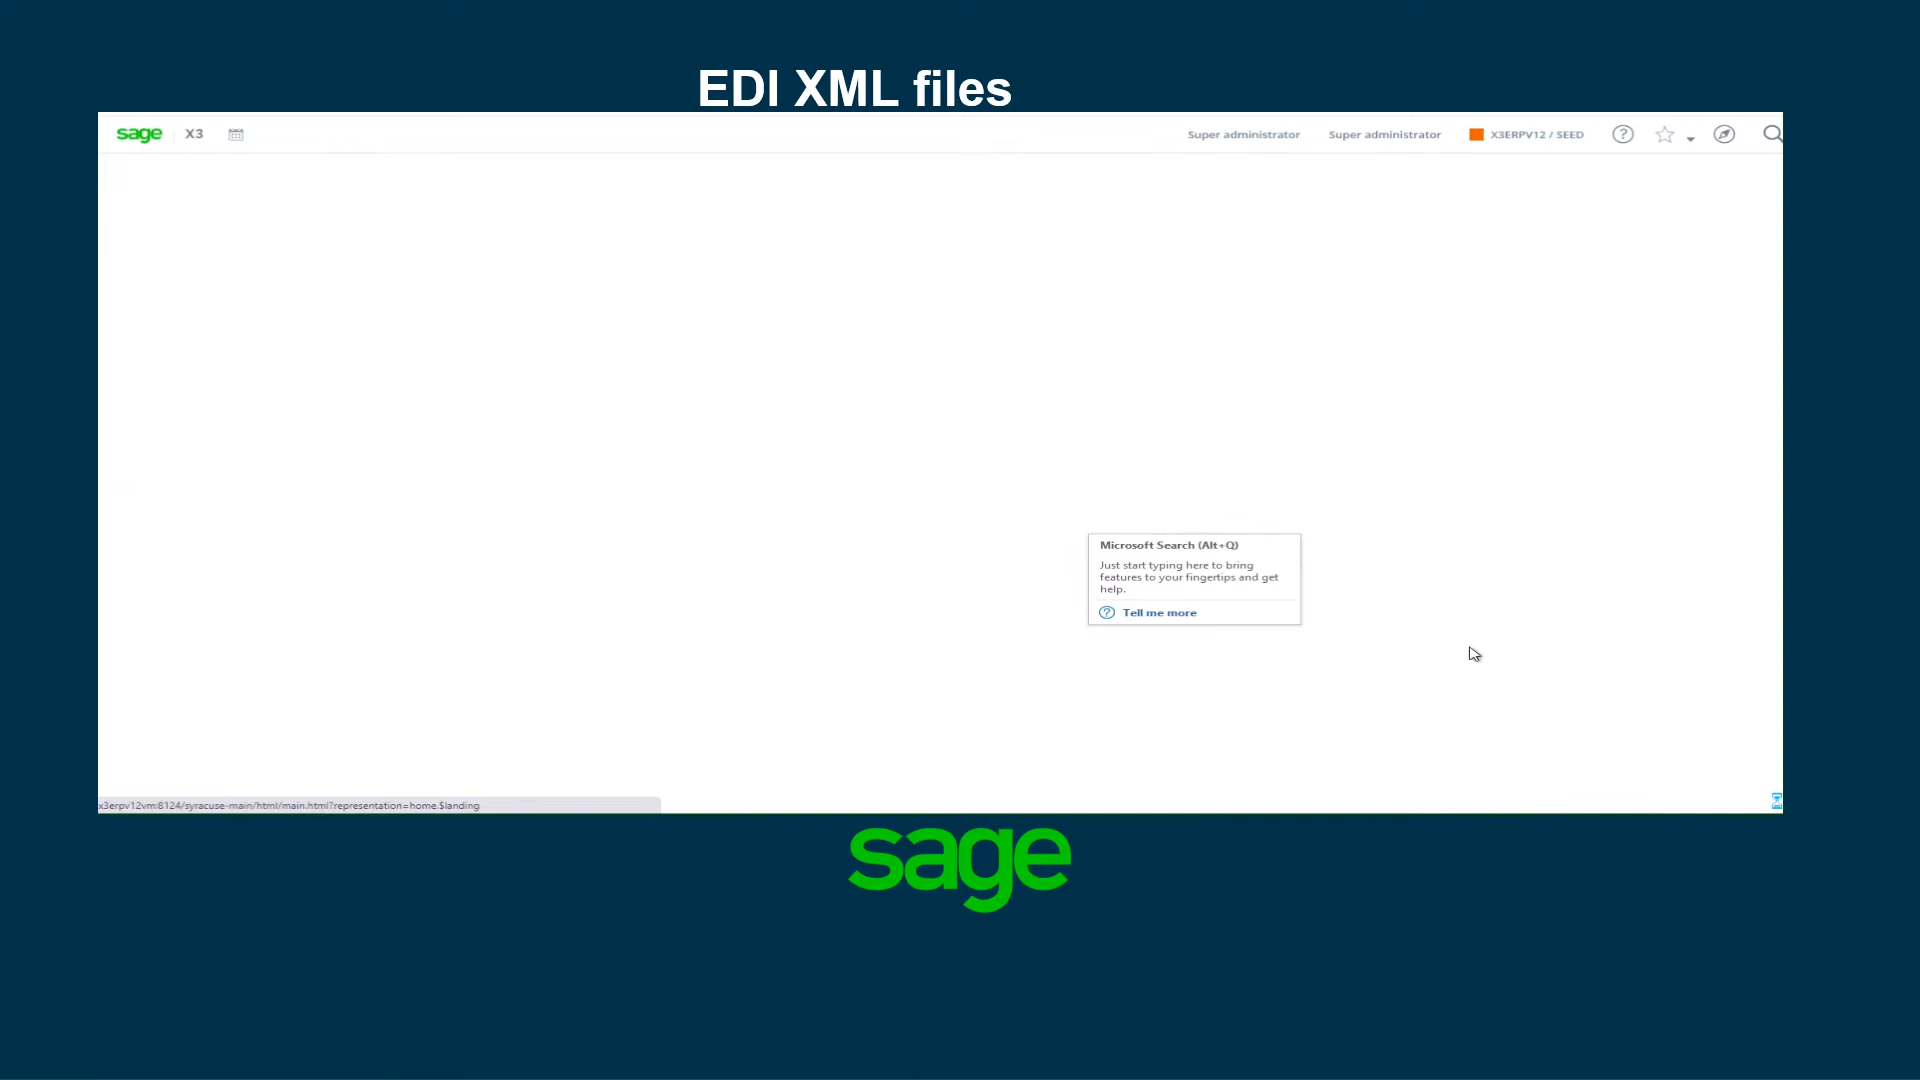 EDI XML files
sage X3 Super administrator Super administrator X3ERPV12 / SEED
Microsoft Search (Alt+Q)
Just start typing here to bring
features to your fingertips and get
help.
Tell me more
x3erpv12vm:8124/syracuse-main/html/main.html?representation=home.$landing
sage